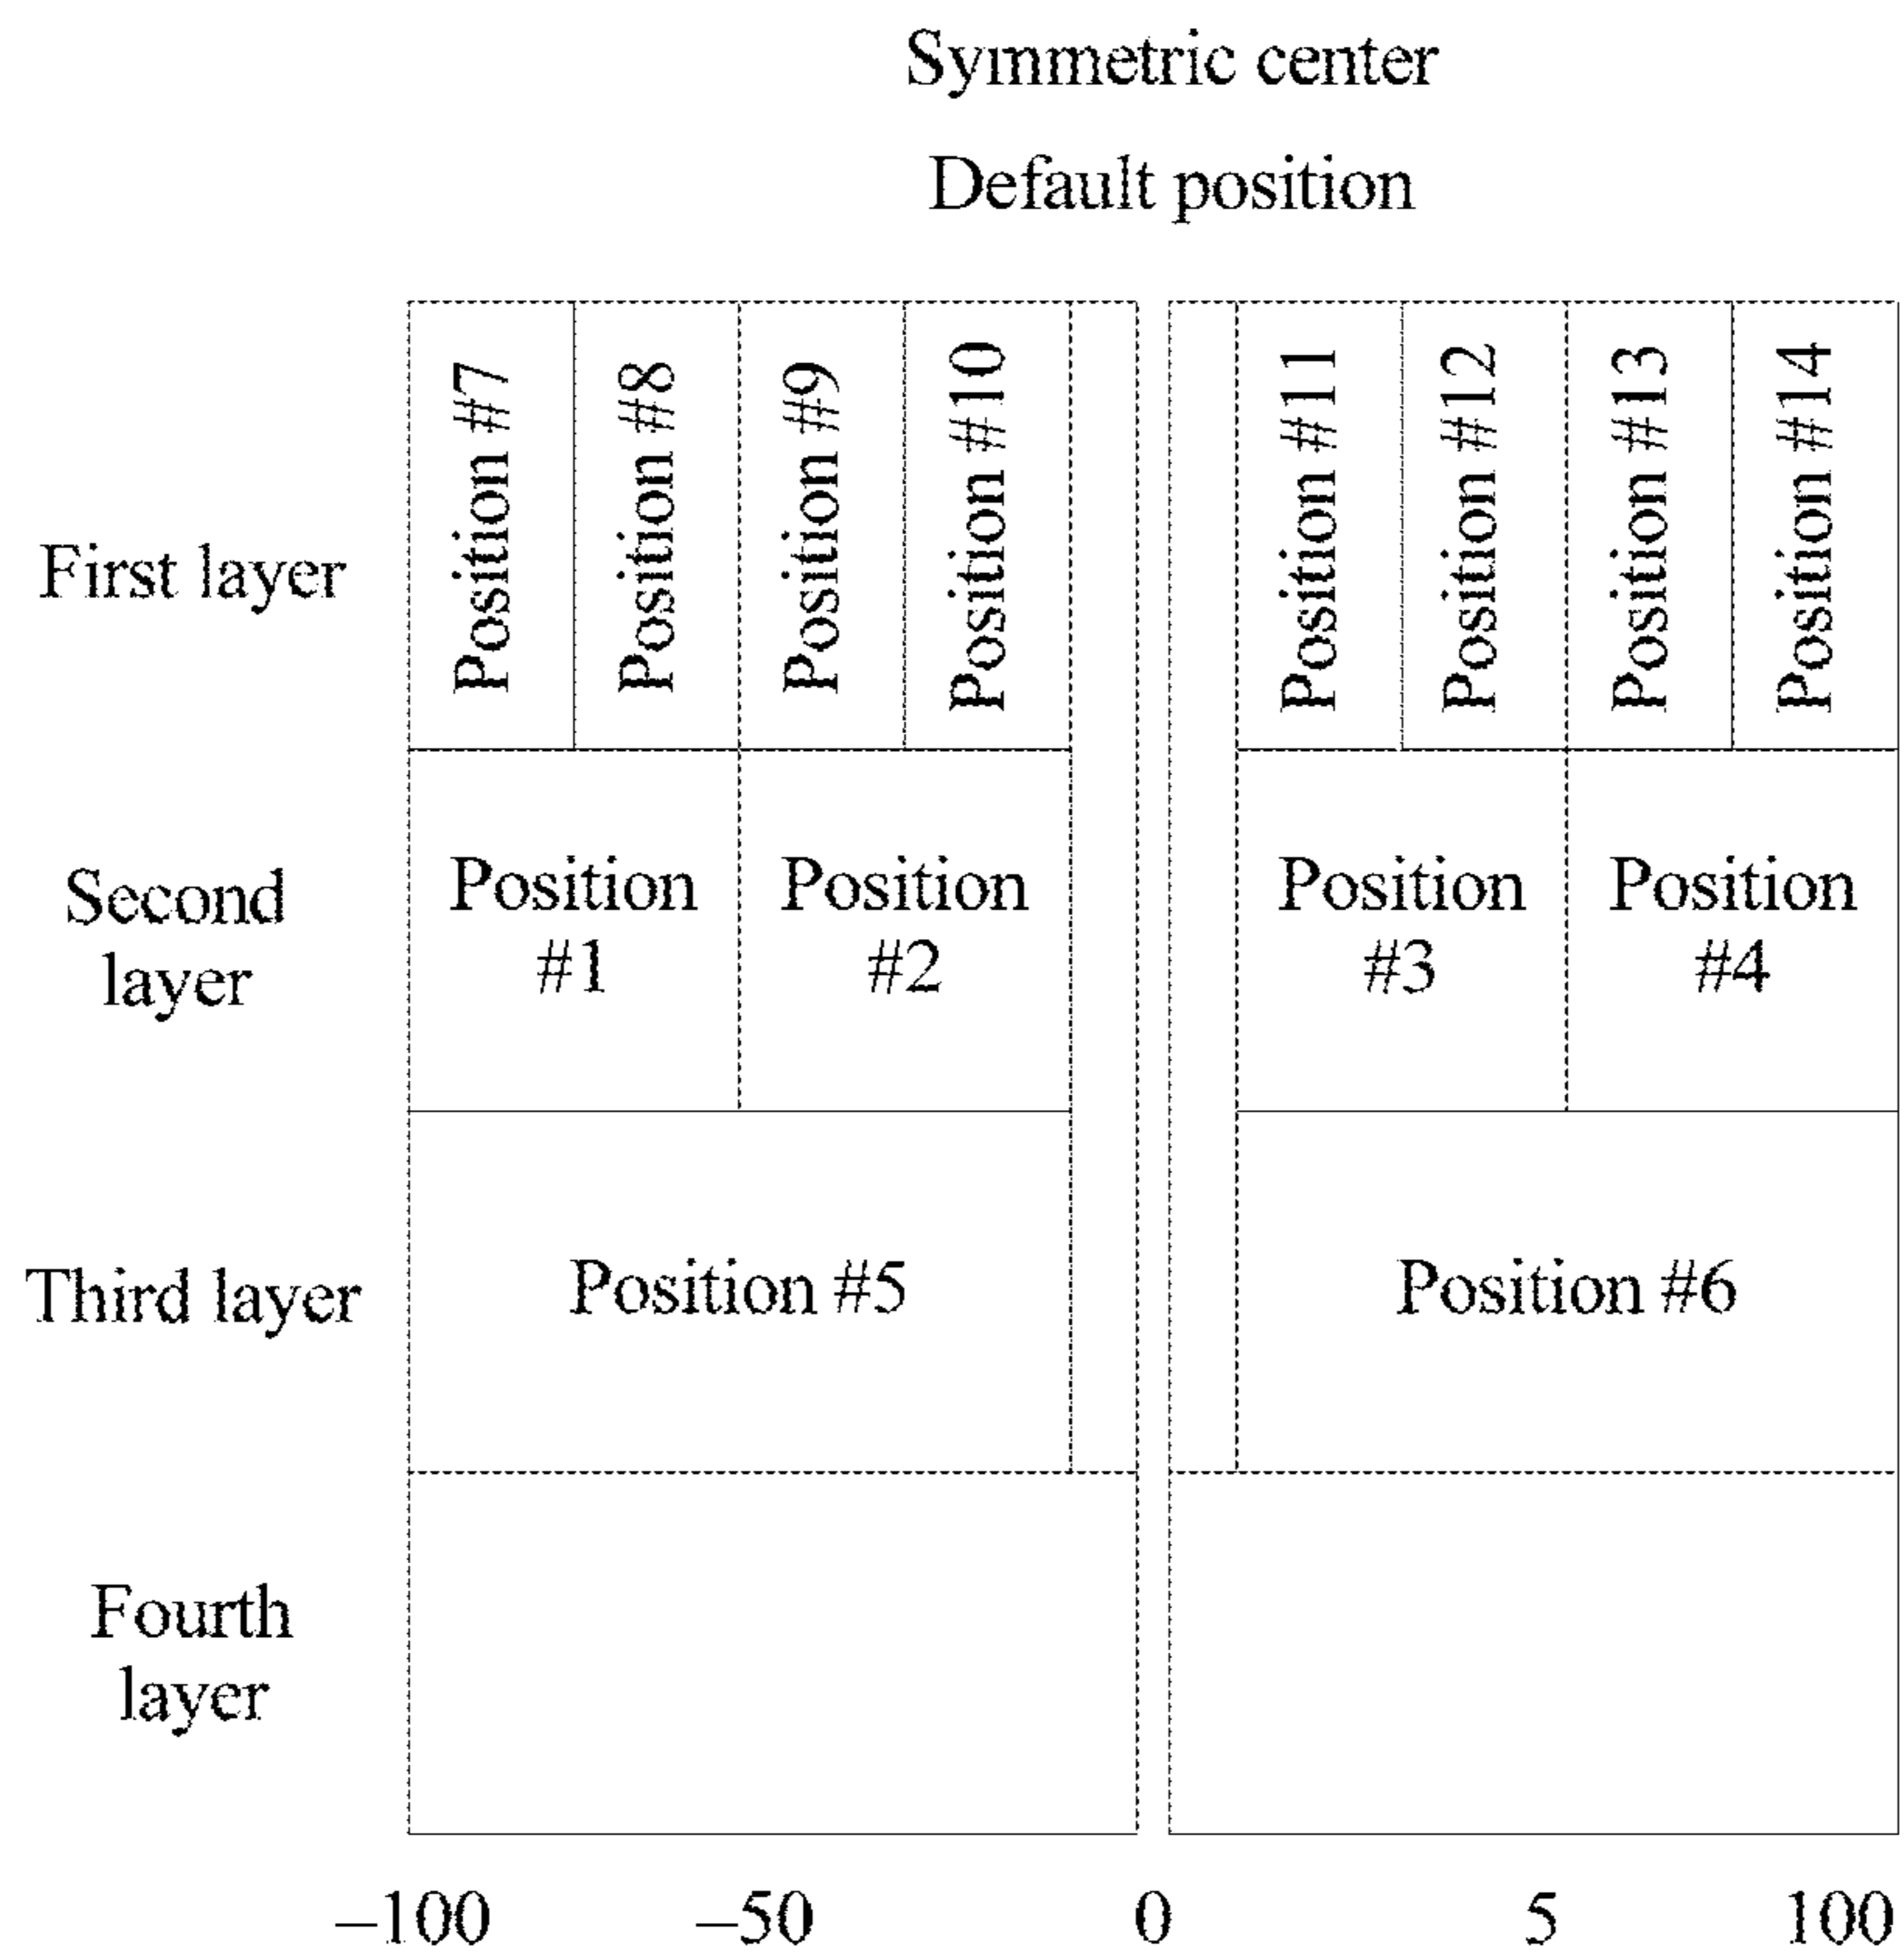 Symmetric center
Default position
First layer
Position #7
Position #8
Position #9
Position #10
Position #11
Position #12
Position #13
Position #14
Second
layer
Position
#1
Position
#2
Position
#3
Position
#4
Third layer
Position #5
Position #6
Fourth
layer
–100
–50
0
5
100